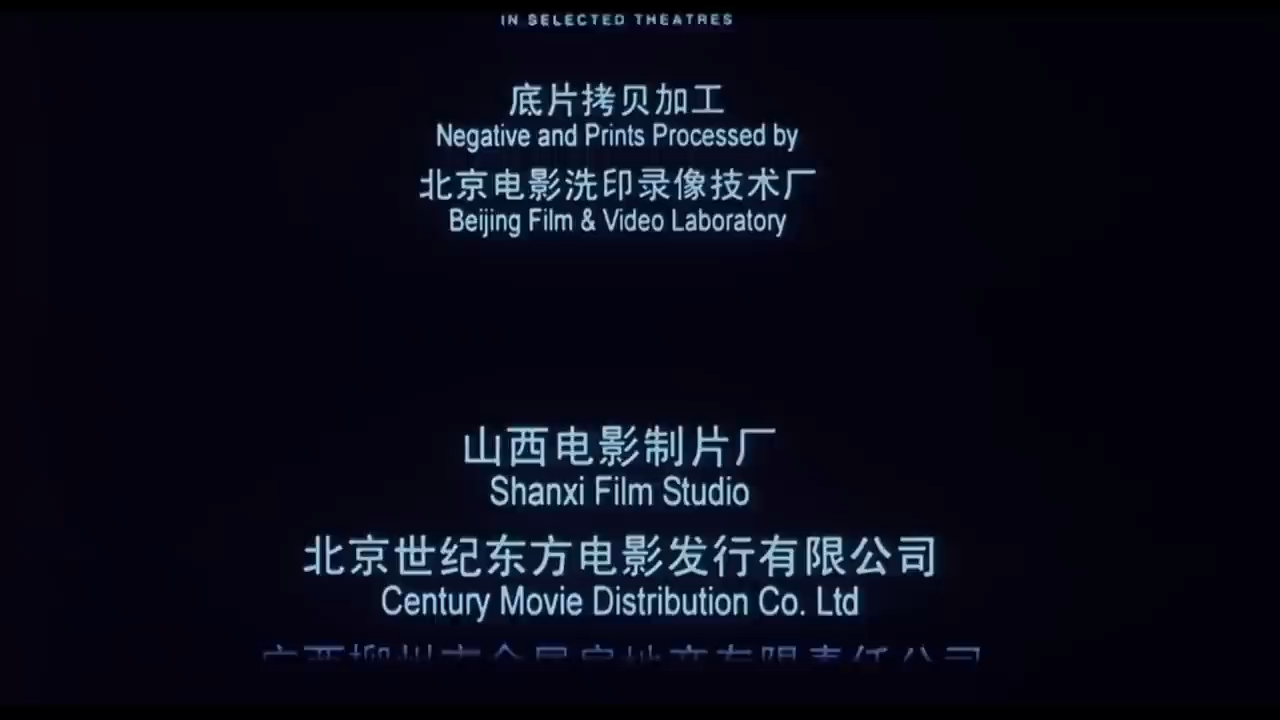 IN SELECTED THEATRES
底片拷贝加工
Negative and Prints Processed by
北京电影洗印录像技术厂
Beijing Film & Video Laboratory
山西电影制片厂
Shanxi Film Studio
北京世纪东方电影发行有限公司
Century Movie Distribution Co. Ltd